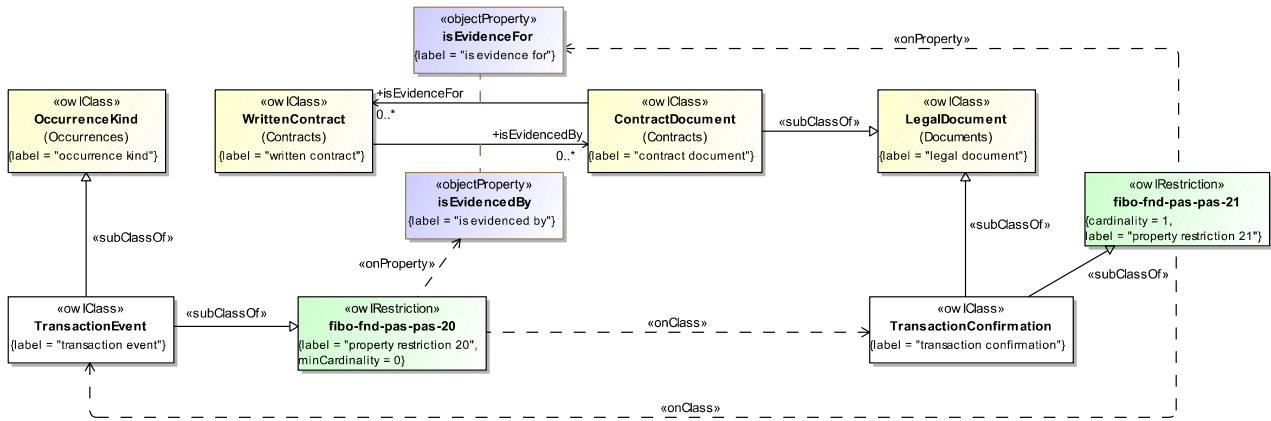 «objectProperty»
isEvidenceFor
{label = "is evidence for"}
«onProperty»
«owlClass»
OccurrenceKind
(Occurrences)
{label = "occurrence kind"}
«owlClass»
WrittenContract
(Contracts)
{label = "written contract"}
+isEvidenceFor
0..*
+isEvidencedBy
0..*
«owlClass»
ContractDocument
(Contracts)
{label = "contract document"}
«subClassOf»
«owlClass»
LegalDocument
(Documents)
{label = "legal document"}
«objectProperty»
isEvidencedBy
{label = "is evidenced by"}
«owlRestriction»
fibo-fnd-pas-pas-21
{cardinality = 1,
label = "property restriction 21"}
«subClassOf»
«onProperty»
«subClassOf»
«subClassOf»
«owlClass»
TransactionEvent
{label = "transaction event"}
«subClassOf»
«owlRestriction»
fibo-fnd-pas-pas-20
{label = "property restriction 20",
minCardinality = 0}
«onClass»
«owlClass»
TransactionConfirmation
{label = "transaction confirmation"}
«onClass»